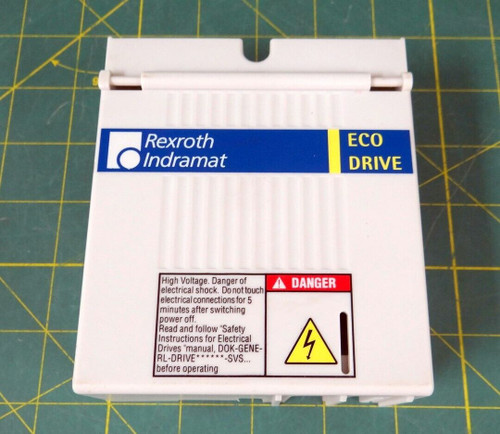 Rexroth
Indramat
ECO
DRIVE
High Voltage. Danger of
electrical shock. Do not touch
electrical connections for 5
minutes after switching
power off.
Read and follow "Safety
Instructions for Electrical
Drives "manual, DOK-GENE-
RL-DRIVE******-SVS...
before operating
DANGER